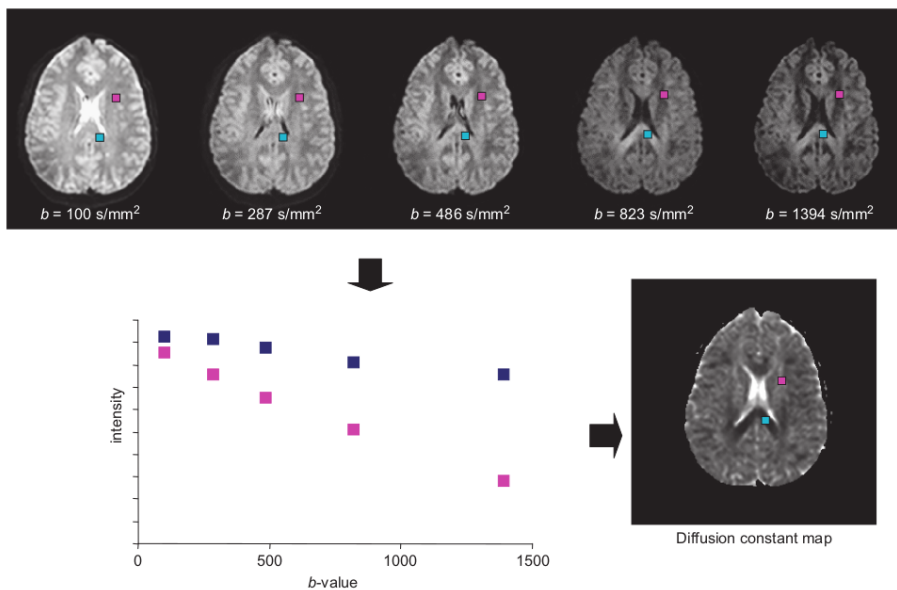 b = 100 s/mm²
b = 287 s/mm²
b = 486 s/mm²
b = 823 s/mm²
b = 1394 s/mm²
intensity
0
500
1000
1500
b-value
Diffusion constant map